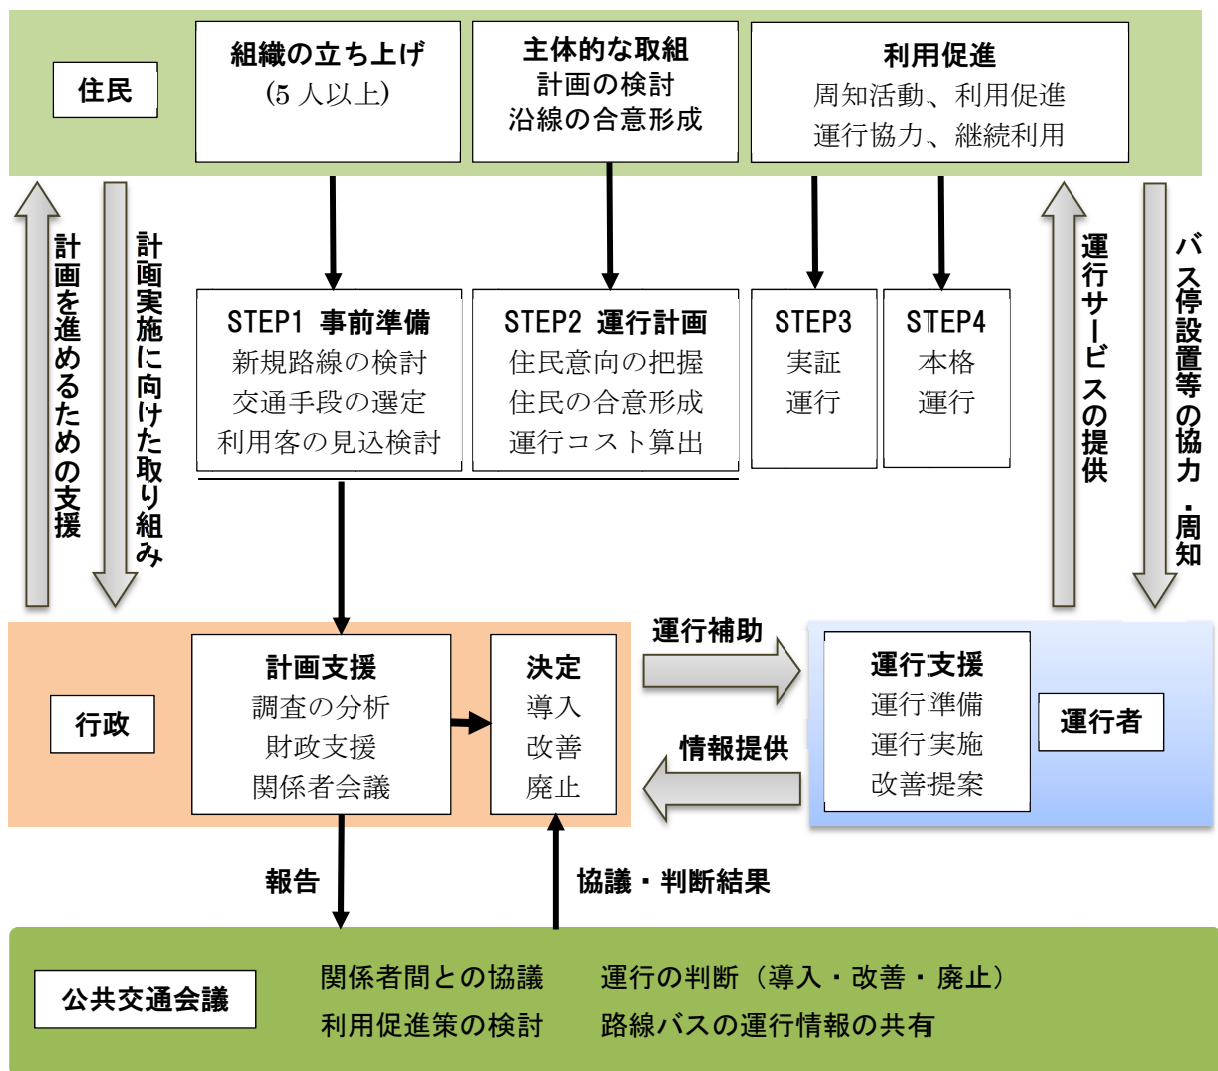 住民
組織の立ち上げ
(5 人以上)
主体的な取組
計画の検討
沿線の合意形成
利用促進
周知活動、利用促進
運行協力、継続利用
計画を進めるための支援
計画実施に向けた取り組み
STEP1 事前準備
新規路線の検討
交通手段の選定
利用客の見込検討
STEP2 運行計画
住民意向の把握
住民の合意形成
運行コスト算出
STEP3
実証
運行
STEP4
本格
運行
運行サービスの提供
バス停設置等の協力・周知
行政
計画支援
調査の分析
財政支援
関係者会議
決定
導入
改善
廃止
運行補助
情報提供
運行支援
運行準備
運行実施
改善提案
運行者
報告
協議・判断結果
公共交通会議
関係者間との協議
利用促進策の検討
運行の判断（導入・改善・廃止）
路線バスの運行情報の共有